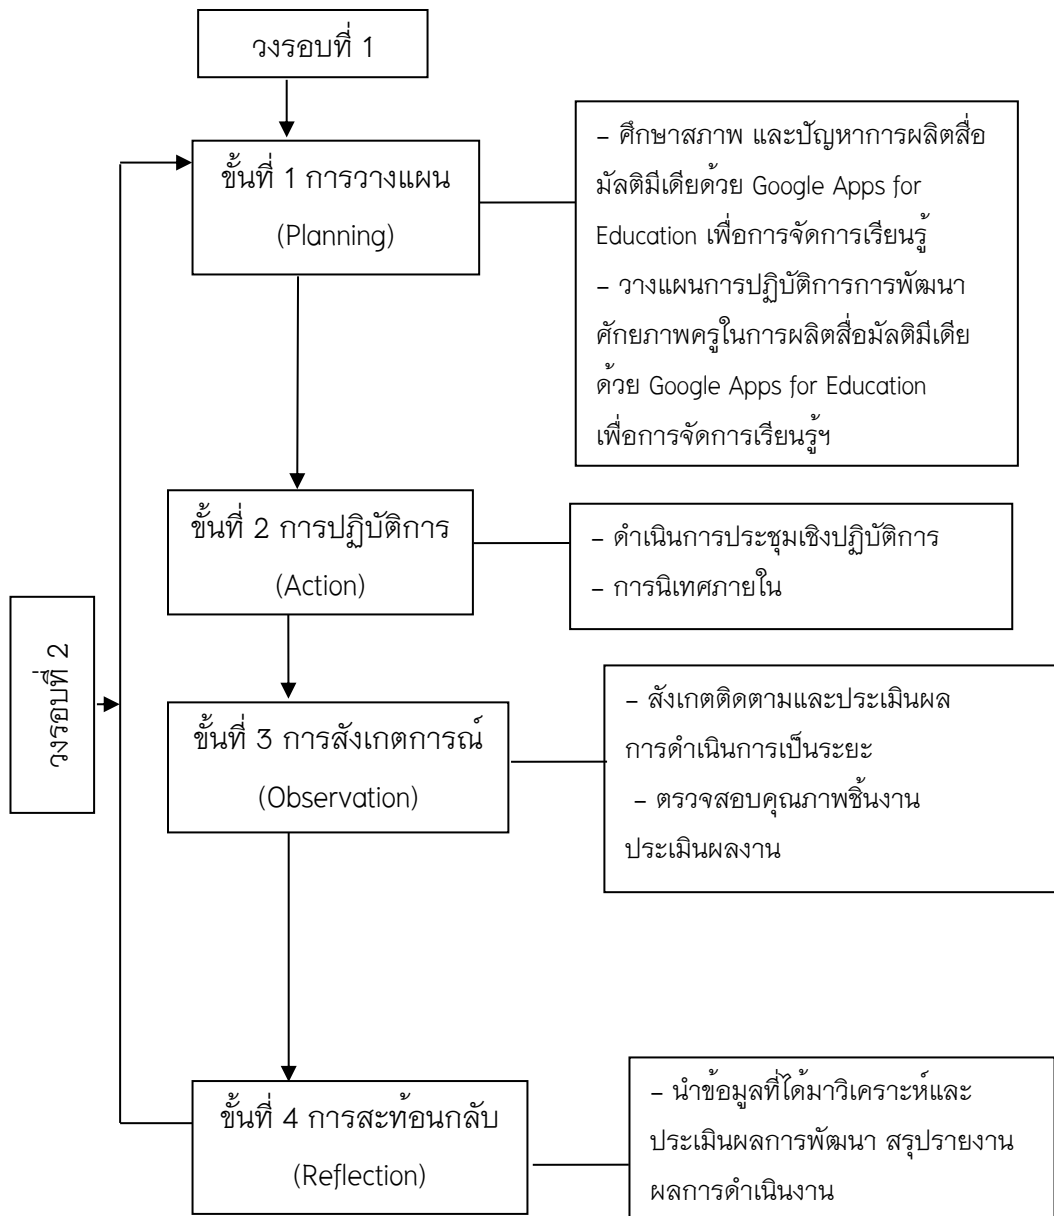 วงรอบที่ 1
ขั้นที่ 1 การวางแผน
(Planning)
– ศึกษาสภาพ และปัญหาการผลิตสื่อ
มัลติมีเดียด้วย Google Apps for
Education เพื่อการจัดการเรียนรู้
– วางแผนการปฏิบัติการการพัฒนา
ศักยภาพครูในการผลิตสื่อมัลติมีเดีย
ด้วย Google Apps for Education
เพื่อการจัดการเรียนรู้ฯ
ขั้นที่ 2 การปฏิบัติการ
(Action)
– ดำเนินการประชุมเชิงปฏิบัติการ
– การนิเทศภายใน
วงรอบที่ 2
ขั้นที่ 3 การสังเกตการณ์
(Observation)
– สังเกตติดตามและประเมินผล
การดำเนินการเป็นระยะ
– ตรวจสอบคุณภาพชิ้นงาน
ประเมินผลงาน
ขั้นที่ 4 การสะท้อนกลับ
(Reflection)
– นำข้อมูลที่ได้มาวิเคราะห์และ
ประเมินผลการพัฒนา สรุปรายงาน
ผลการดำเนินงาน